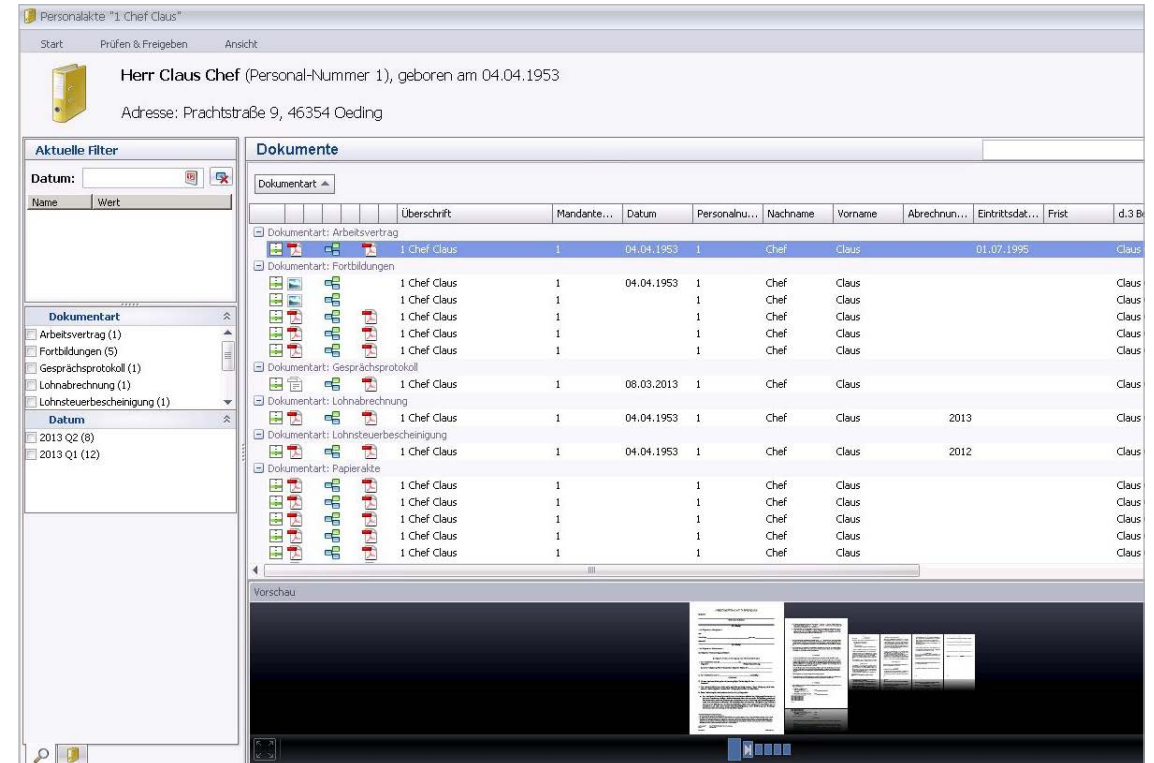 Personalakte "1 Chef Claus"
Start Prüfen & Freigeben Ansicht
Herr Claus Chef (Personal-Nummer 1), geboren am 04.04.1953
Adresse: Prachtstraße 9, 46354 Oeding
Aktuelle Filter
Datum:
Name Wert
Dokumentart
Arbeitsvertrag (1)
Fortbildungen (5)
Gesprächsprotokoll (1)
Lohnabrechnung (1)
Lohnsteuerbescheinigung (1)
Datum
2013 Q2 (8)
2013 Q1 (12)
Dokumente
Dokumentart
Überschrift Mandante... Datum Personalnu... Nachname Vorname Abrechnun... Eintrittsdat... Frist d.3 Be
Dokumentart: Arbeitsvertrag
1 Chef Claus 1 04.04.1953 1 Chef Claus 01.07.1995 Claus
Dokumentart: Fortbildungen
1 Chef Claus 1 04.04.1953 1 Chef Claus Claus
1 Chef Claus 1 1 Chef Claus Claus
1 Chef Claus 1 1 Chef Claus Claus
1 Chef Claus 1 1 Chef Claus Claus
1 Chef Claus 1 1 Chef Claus Claus
Dokumentart: Gesprächsprotokoll
1 Chef Claus 1 08.03.2013 1 Chef Claus Claus
Dokumentart: Lohnabrechnung
1 Chef Claus 1 04.04.1953 1 Chef Claus 2013 Claus
Dokumentart: Lohnsteuerbescheinigung
1 Chef Claus 1 04.04.1953 1 Chef Claus 2012 Claus
Dokumentart: Papierakte
1 Chef Claus 1 1 Chef Claus Claus
1 Chef Claus 1 1 Chef Claus Claus
1 Chef Claus 1 1 Chef Claus Claus
1 Chef Claus 1 1 Chef Claus Claus
1 Chef Claus 1 1 Chef Claus Claus
Vorschau